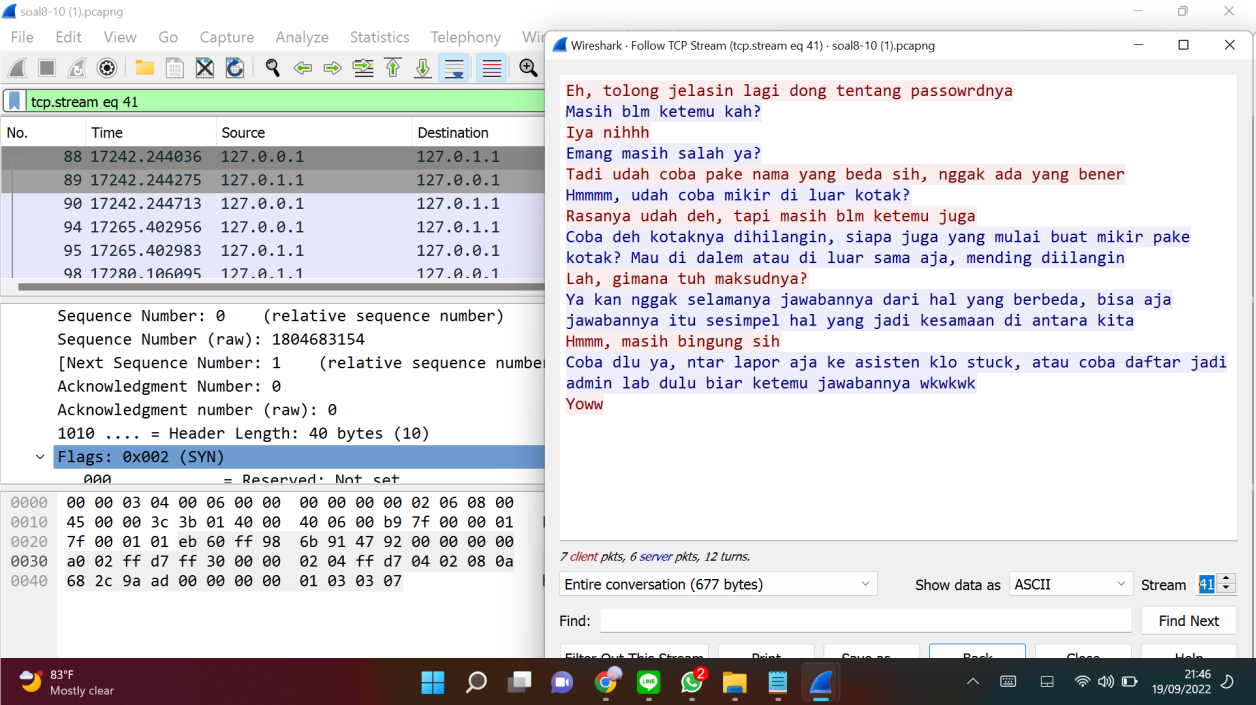 soal8-10 (1).pcapng
File Edit View Go Capture Analyze Statistics Telephony
tcp.stream eq 41
No. Time Source Destination
88 17242.244036 127.0.0.1 127.0.1.1
89 17242.244275 127.0.1.1 127.0.0.1
90 17242.244713 127.0.0.1 127.0.1.1
94 17265.402956 127.0.0.1 127.0.1.1
95 17265.402983 127.0.1.1 127.0.0.1
98 17280.106095 127.0.1.1 127.0.0.1
Sequence Number: 0 (relative sequence number)
Sequence Number (raw): 1804683154
[Next Sequence Number: 1 (relative sequence
Acknowledgment Number: 0
Acknowledgment number (raw): 0
1010 .... = Header Length: 40 bytes (10)
Flags: 0x002 (SYN)
000. .... .... = Reserved: Not set
0000 00 00 03 04 00 06 00 00 00 00 00 00 02 06 08 00
0010 45 00 00 3c 3b 01 40 00 40 06 00 b9 7f 00 00 01
0020 7f 00 01 01 eb 60 ff 98 6b 91 47 92 00 00 00 00
0030 a0 02 ff d7 ff 30 00 00 02 04 ff d7 04 02 08 0a
0040 68 2c 9a ad 00 00 00 00 01 03 03 07
Wireshark · Follow TCP Stream (tcp.stream eq 41) · soal8-10 (1).pcapng
Eh, tolong jelasin lagi dong tentang passowrdnya
Masih blm ketemu kah?
Iya nihhh
Emang masih salah ya?
Tadi udah coba pake nama yang beda sih, nggak ada yang bener
Hmmmm, udah coba mikir di luar kotak?
Rasanya udah deh, tapi masih blm ketemu juga
Coba deh kotaknya dihilangin, siapa juga yang mulai buat mikir pake
kotak? Mau di dalem atau di luar sama aja, mending diilangin
Lah, gimana tuh maksudnya?
Ya kan nggak selamanya jawabannya dari hal yang berbeda, bisa aja
jawabannya itu sesimpel hal yang jadi kesamaan di antara kita
Hmmm, masih bingung sih
Coba dlu ya, ntar lapor aja ke asisten klo stuck, atau coba daftar jadi
admin lab dulu biar ketemu jawabannya wkwkwk
Yoww
7 client pkts, 6 server pkts, 12 turns.
Entire conversation (677 bytes) Show data as ASCII Stream 41
Find: Find Next
Filter Out This Stream Print Save as... Back Close Help
83°F
Mostly clear
LINE
2
21:46
19/09/2022